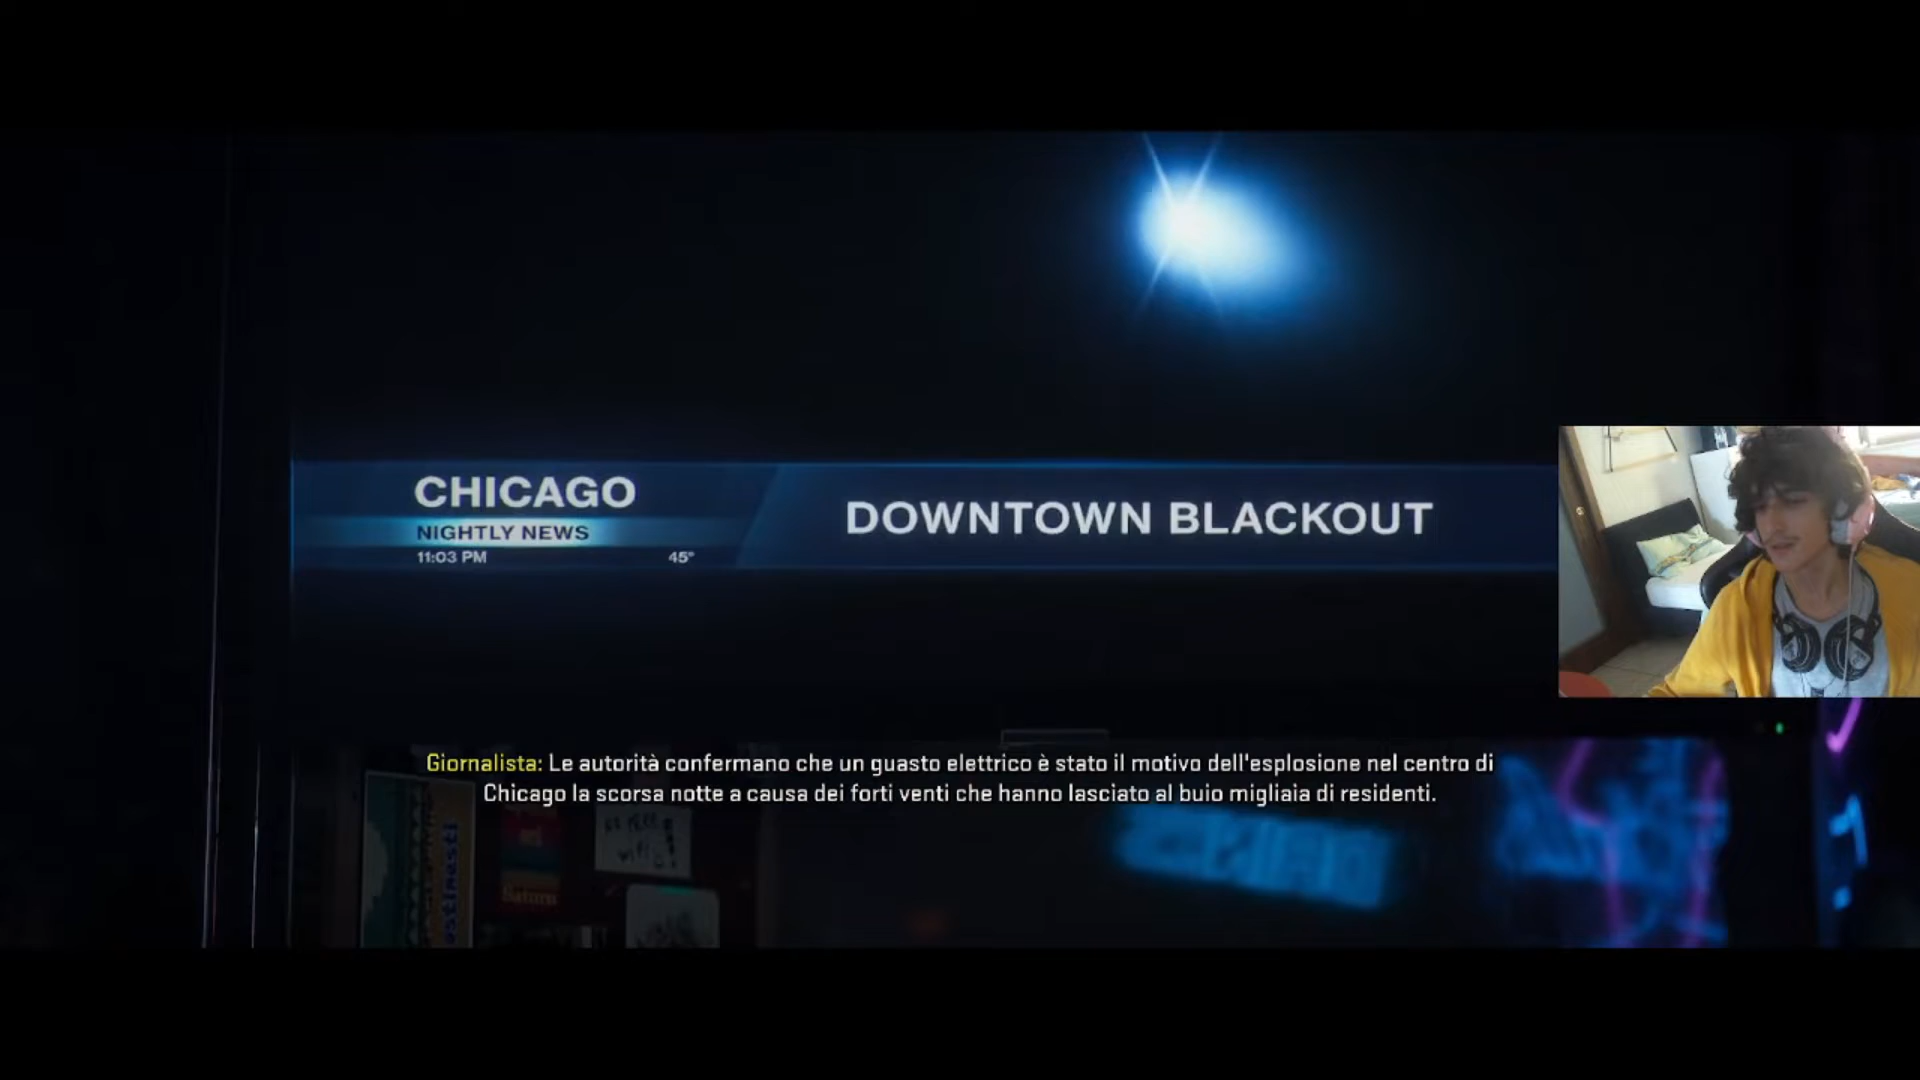 CHICAGO
NIGHTLY NEWS
11:03 PM 45°
DOWNTOWN BLACKOUT
Giornalista: Le autorità confermano che un guasto elettrico è stato il motivo dell'esplosione nel centro di
Chicago la scorsa notte a causa dei forti venti che hanno lasciato al buio migliaia di residenti.
Saturn